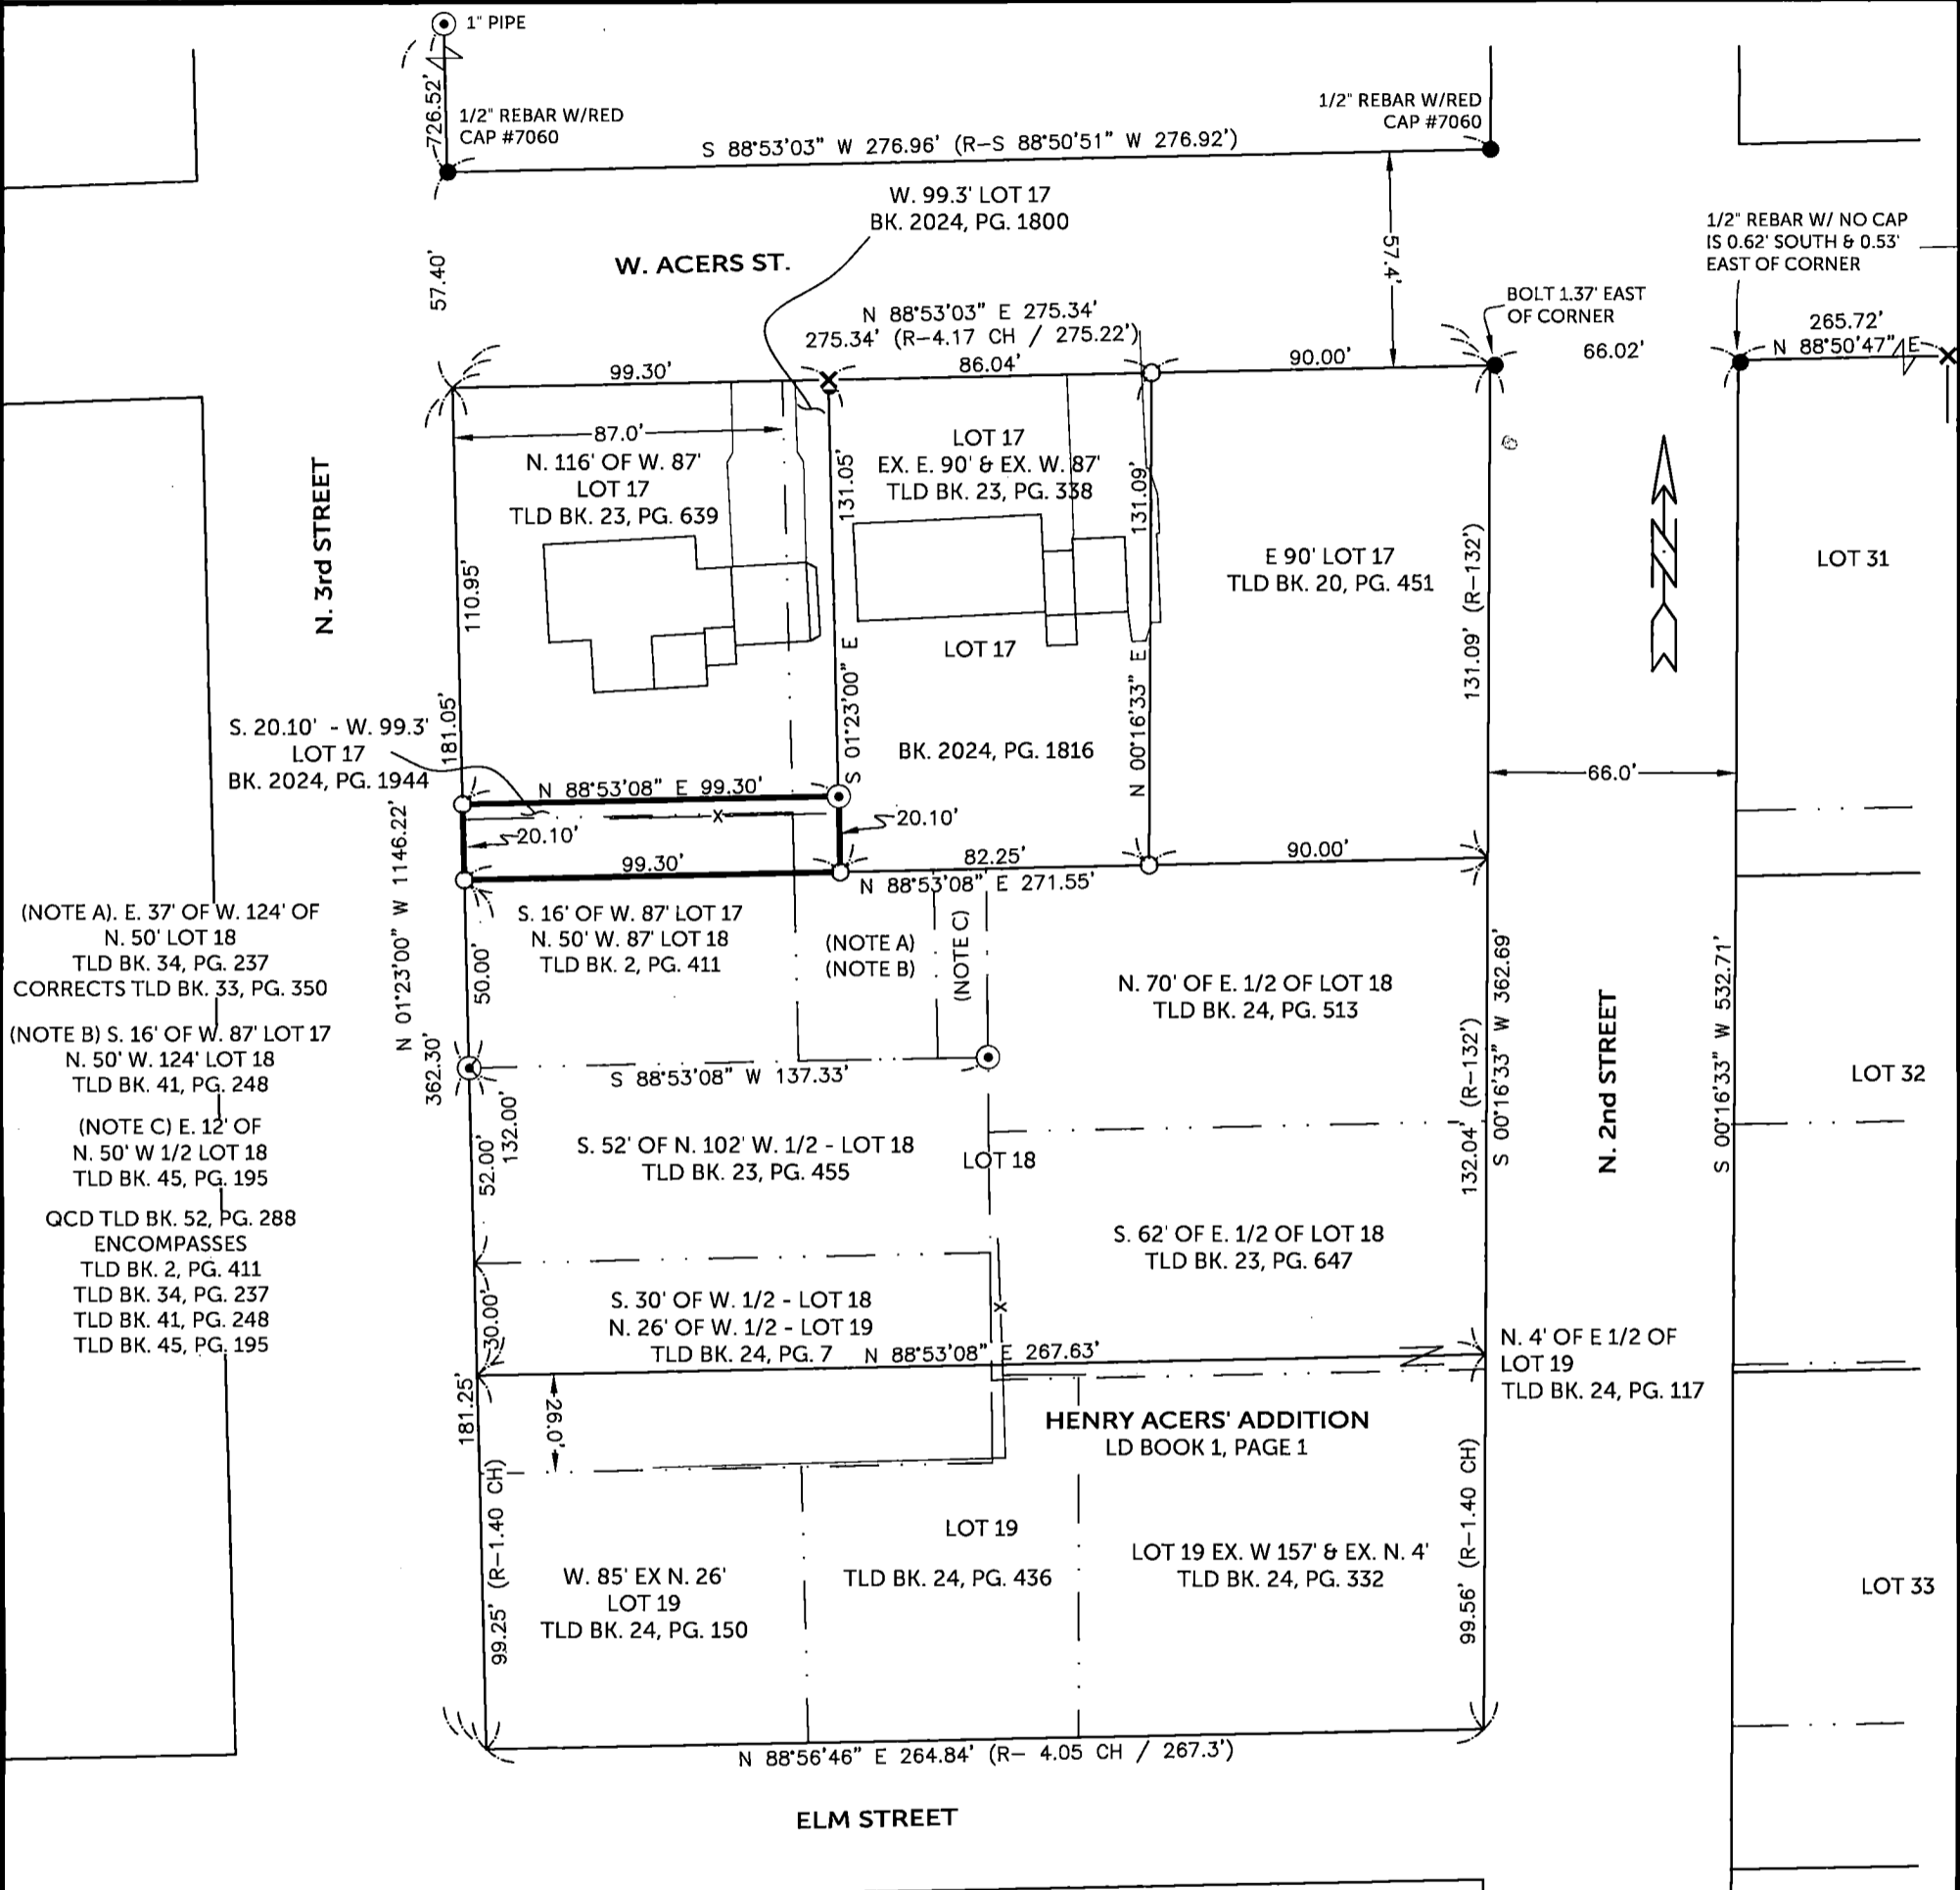 1" PIPE
726.52'
1/2" REBAR W/RED
CAP #7060
1/2" REBAR W/RED
CAP #7060
S 88°53'03" W 276.96' (R-S 88°50'51" W 276.92')
W. 99.3' LOT 17
BK. 2024, PG. 1800
57.40'
W. ACERS ST.
57.4'
1/2" REBAR W/ NO CAP
IS 0.62' SOUTH & 0.53'
EAST OF CORNER
BOLT 1.37' EAST
OF CORNER
N 88°53'03" E 275.34'
275.34' (R-4.17 CH / 275.22')
99.30'
86.04'
90.00'
66.02'
265.72'
N 88°50'47" E
87.0'
N. 116' OF W. 87'
LOT 17
TLD BK. 23, PG. 639
131.05'
LOT 17
EX. E. 90' & EX. W. 87'
TLD BK. 23, PG. 338
131.09'
N. 3rd STREET
110.95'
E 90' LOT 17
TLD BK. 20, PG. 451
131.09' (R-132')
N
LOT 31
LOT 17
S 01°23'00" E
N 00°16'33" E
181.05'
S. 20.10' - W. 99.3'
LOT 17
BK. 2024, PG. 1944
BK. 2024, PG. 1816
66.0'
N 88°53'08" E 99.30'
X
20.10'
20.10'
99.30'
82.25'
90.00'
N 88°53'08" E 271.55'
N 01°23'00" W 1146.22'
362.30'
(NOTE A). E. 37' OF W. 124' OF
N. 50' LOT 18
TLD BK. 34, PG. 237
CORRECTS TLD BK. 33, PG. 350
(NOTE B) S. 16' OF W. 87' LOT 17
N. 50' W. 124' LOT 18
TLD BK. 41, PG. 248
(NOTE C) E. 12' OF
N. 50' W 1/2 LOT 18
TLD BK. 45, PG. 195
QCD TLD BK. 52, PG. 288
ENCOMPASSES
TLD BK. 2, PG. 411
TLD BK. 34, PG. 237
TLD BK. 41, PG. 248
TLD BK. 45, PG. 195
50.00'
S. 16' OF W. 87' LOT 17
N. 50' W. 87' LOT 18
TLD BK. 2, PG. 411
(NOTE A)
(NOTE B)
(NOTE C)
N. 70' OF E. 1/2 OF LOT 18
TLD BK. 24, PG. 513
132.04' (R-132')
S 00°16'33" W 362.69'
N. 2nd STREET
S 00°16'33" W 532.71'
LOT 32
S 88°53'08" W 137.33'
52.00'
132.00'
S. 52' OF N. 102' W. 1/2 - LOT 18
TLD BK. 23, PG. 455
LOT 18
S. 62' OF E. 1/2 OF LOT 18
TLD BK. 23, PG. 647
30.00'
S. 30' OF W. 1/2 - LOT 18
N. 26' OF W. 1/2 - LOT 19
TLD BK. 24, PG. 7
X
N 88°53'08" E 267.63'
N. 4' OF E 1/2 OF
LOT 19
TLD BK. 24, PG. 117
181.25'
26.0'
HENRY ACERS' ADDITION
LD BOOK 1, PAGE 1
99.25' (R-1.40 CH)
W. 85' EX N. 26'
LOT 19
TLD BK. 24, PG. 150
LOT 19
TLD BK. 24, PG. 436
LOT 19 EX. W 157' & EX. N. 4'
TLD BK. 24, PG. 332
99.56' (R-1.40 CH)
LOT 33
N 88°56'46" E 264.84' (R- 4.05 CH / 267.3')
ELM STREET